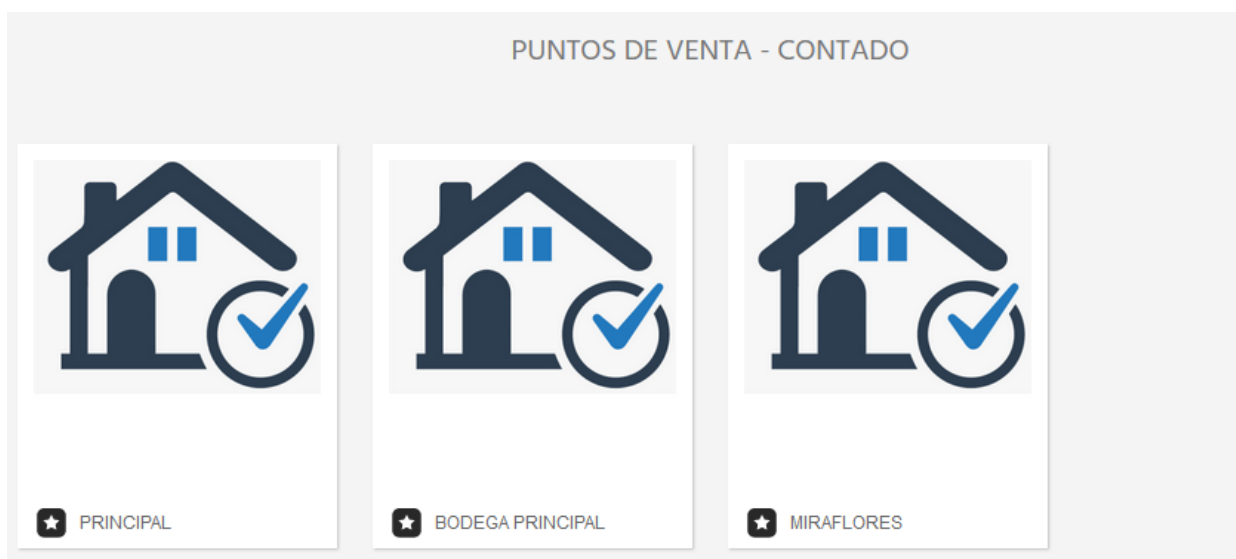 PUNTOS DE VENTA - CONTADO
PRINCIPAL
BODEGA PRINCIPAL
MIRAFLORES